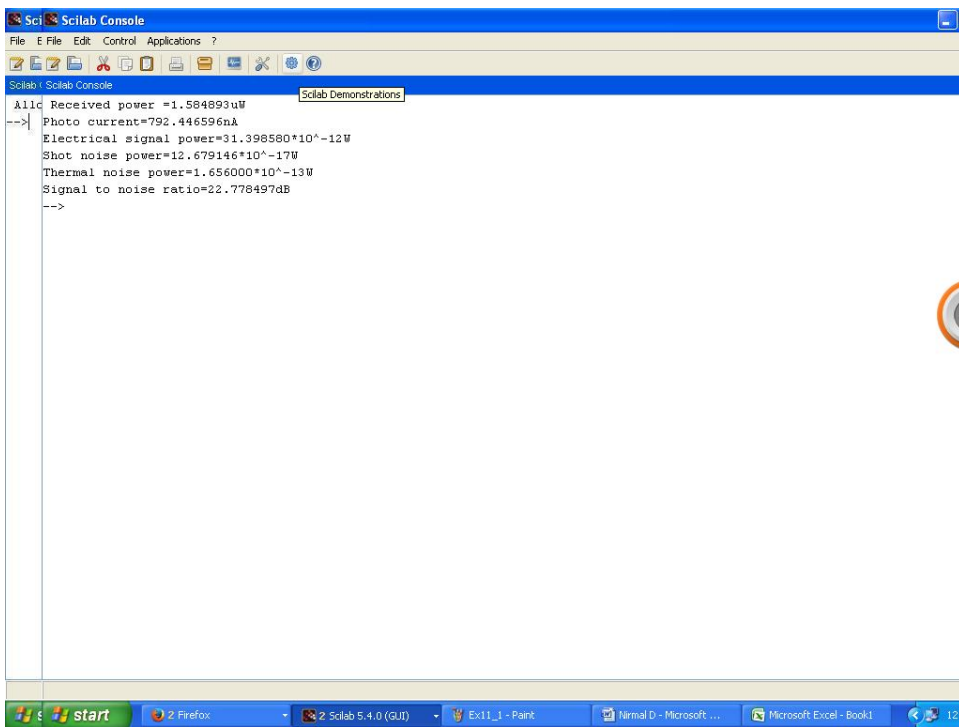 Sci Scilab Console
File E File Edit Control Applications ?
Scilab ( Scilab Console
Scilab Demonstrations
Allo Received power =1.584893uW
--> Photo current=792.446596nA
Electrical signal power=31.398580*10^-12W
Shot noise power=12.679146*10^-17W
Thermal noise power=1.656000*10^-13W
Signal to noise ratio=22.778497dB
-->
s start 2 Firefox 2 Scilab 5.4.0 (GUI) Ex11_1 - Paint Nirmal D - Microsoft ... Microsoft Excel - Book1 12